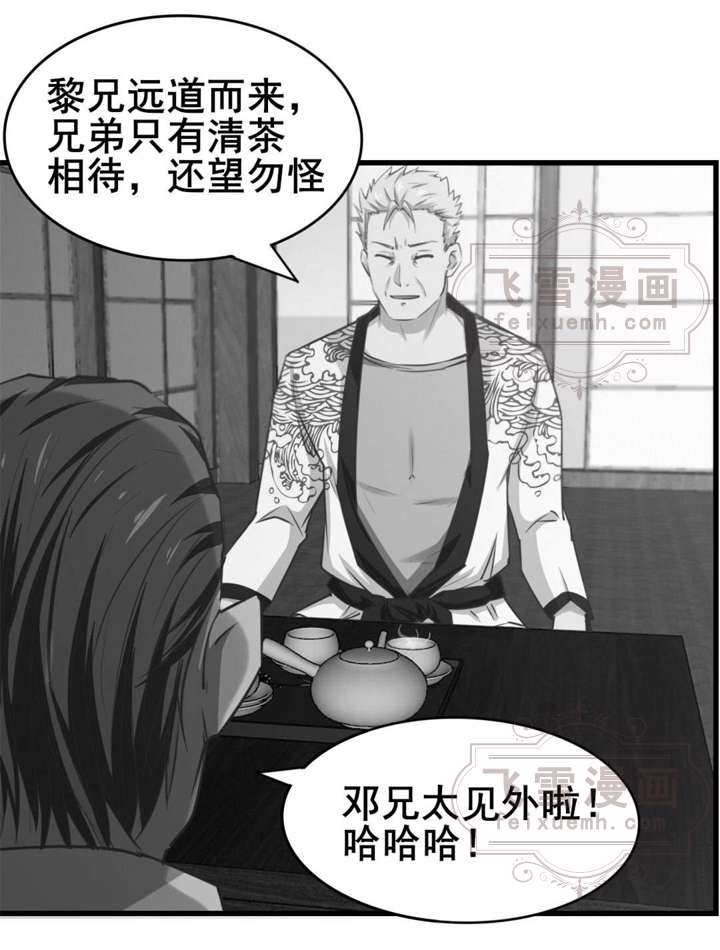 黎兄远道而来，
兄弟只有清茶
相待，还望勿怪
飞雪漫画
feixuemh.com
邓兄太见外啦！
哈哈哈！
飞雪漫画
feixuemh.com